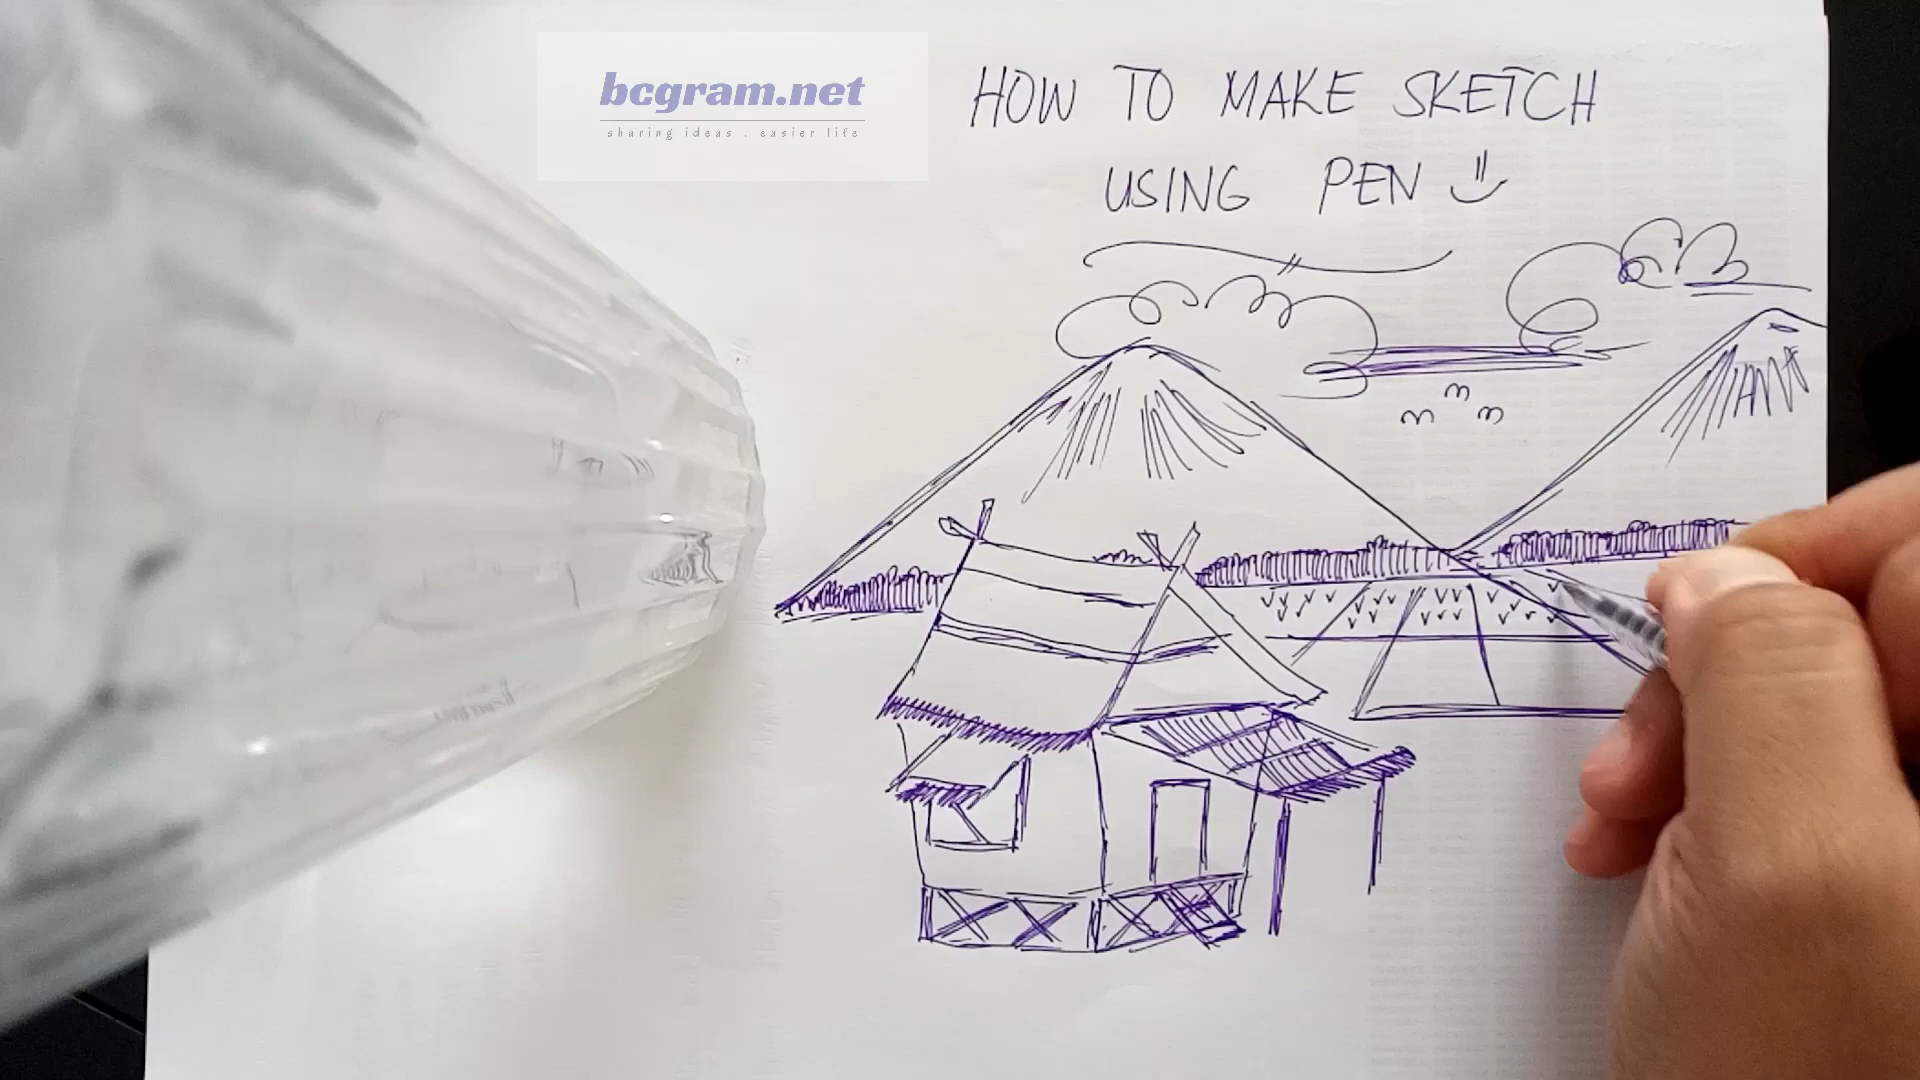 bcgram.net
sharing ideas . easier life
HOW TO MAKE SKETCH
USING PEN